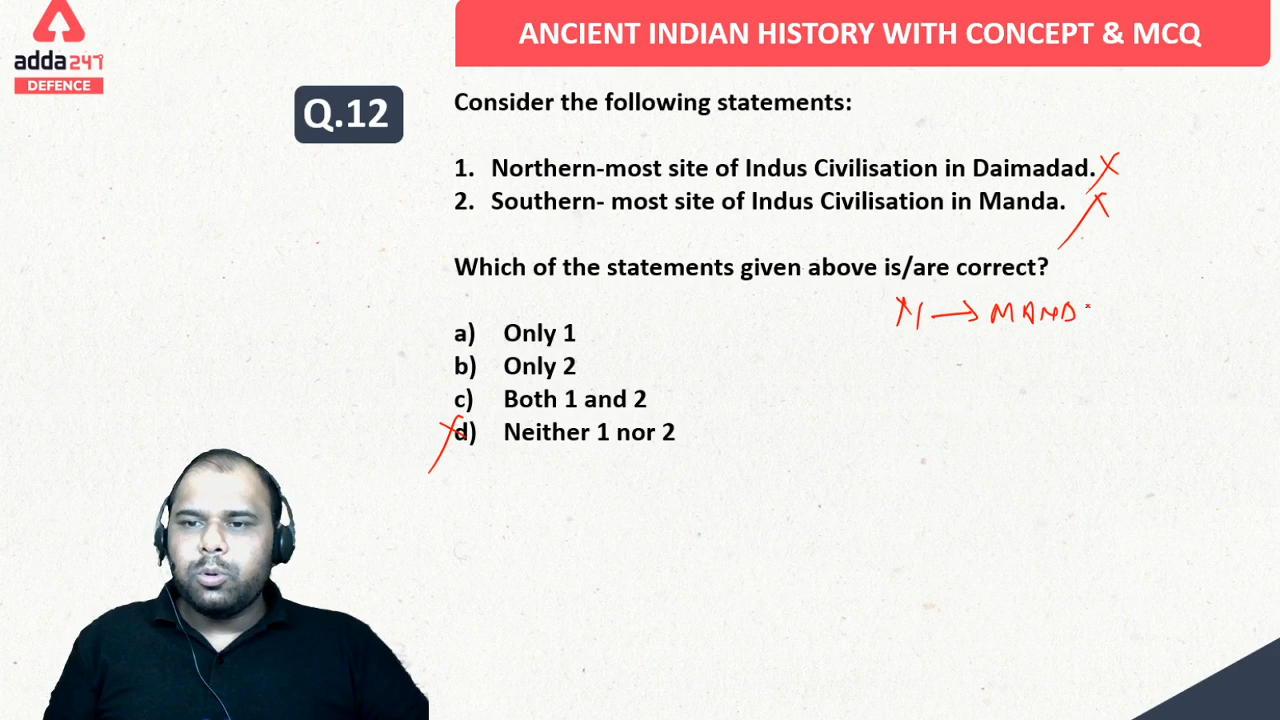 ANCIENT INDIAN HISTORY WITH CONCEPT & MCQ
adda247
DEFENCE
Q.12
Consider the following statements:
1. Northern-most site of Indus Civilisation in Daimadad.
2. Southern- most site of Indus Civilisation in Manda.
Which of the statements given above is/are correct?
N → MAND
a) Only 1
b) Only 2
c) Both 1 and 2
d) Neither 1 nor 2